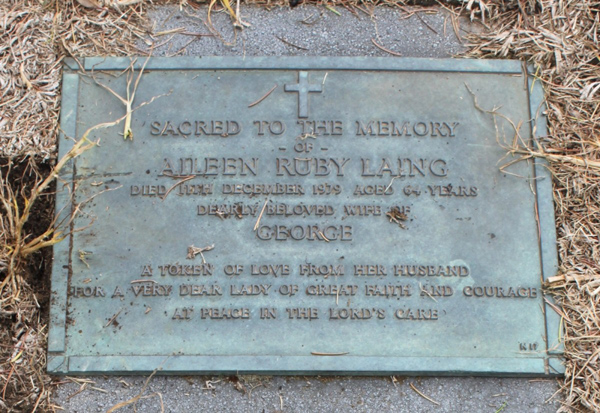 SACRED TO THE MEMORY
- OF -
AILEEN RUBY LAING
DIED DECEMBER 1979 AGED 64 YEARS
DEARLY BELOVED WIFE OF
GEORGE
A TOKEN OF LOVE FROM HER HUSBAND
FOR A VERY DEAR LADY OF GREAT FAITH AND COURAGE
AT PEACE IN THE LORD'S CARE